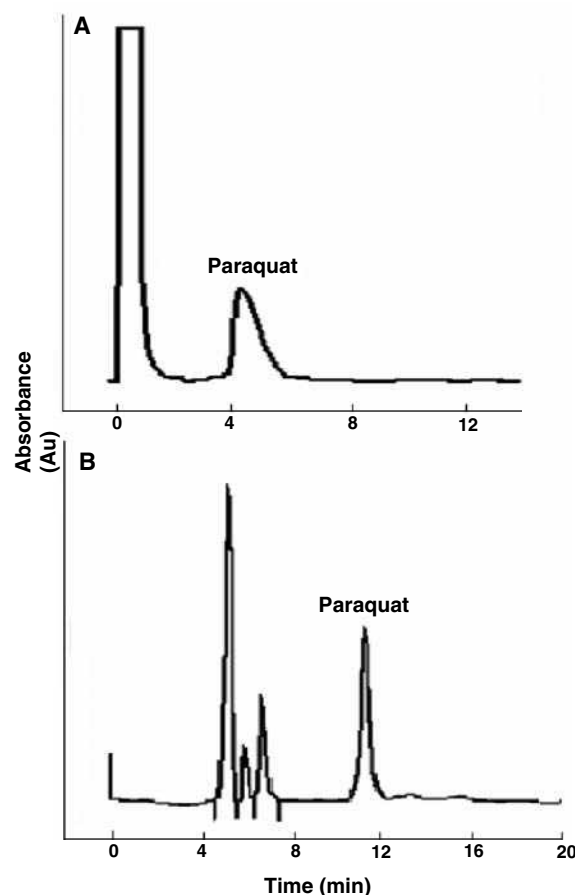 A
Paraquat
0 4 8 12
Absorbance
(Au)
B
Paraquat
0 4 8 12 16 20
Time (min)